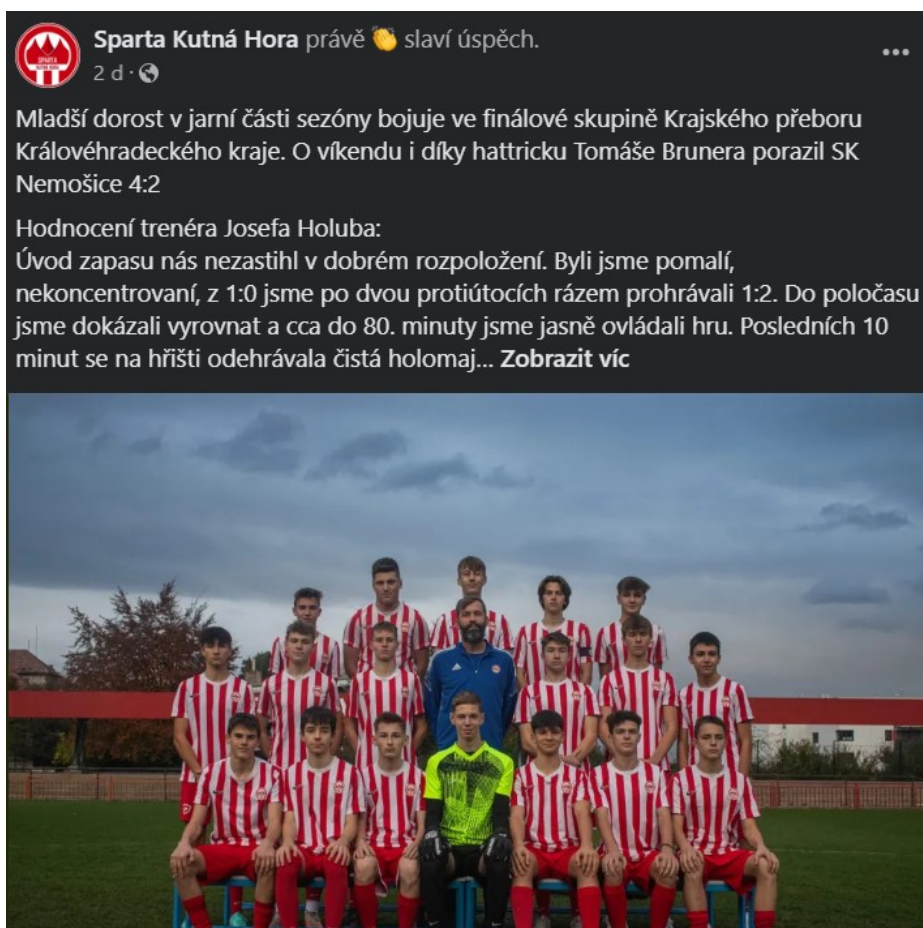 Sparta Kutná Hora právě 👏 slaví úspěch.
2 d ·
Mladší dorost v jarní části sezóny bojuje ve finálové skupině Krajského přeboru
Královéhradeckého kraje. O víkendu i díky hattricku Tomáše Brunera porazil SK
Nemošice 4:2
Hodnocení trenéra Josefa Holuba:
Úvod zapasu nás nezastihl v dobrém rozpoložení. Byli jsme pomalí,
nekoncentrovaní, z 1:0 jsme po dvou protiútocích rázem prohrávali 1:2. Do poločasu
jsme dokázali vyrovnat a cca do 80. minuty jsme jasně ovládali hru. Posledních 10
minut se na hřišti odehrávala čistá holomaj... Zobrazit víc